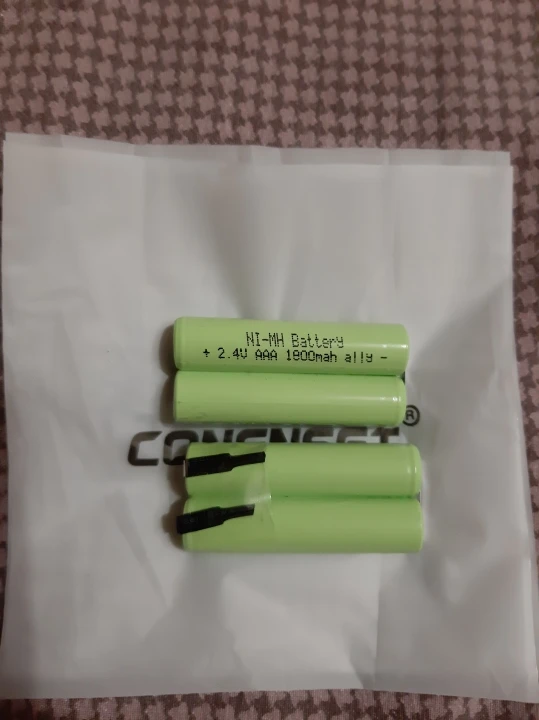 NI-MH Battery
+ 2.4V AAA 1800mah ally -
®